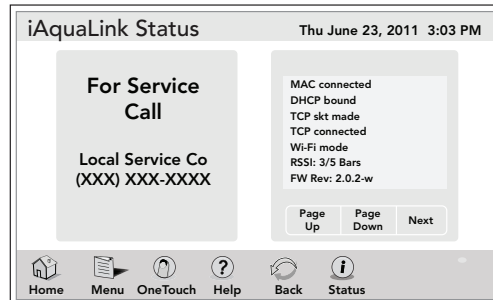 iAquaLink Status
Thu June 23, 2011 3:03 PM
For Service
Call
Local Service Co
(XXX) XXX-XXXX
MAC connected
DHCP bound
TCP skt made
TCP connected
Wi-Fi mode
RSSI: 3/5 Bars
FW Rev: 2.0.2-w
Page Up
Page Down
Next
Home
Menu
OneTouch
Help
Back
Status